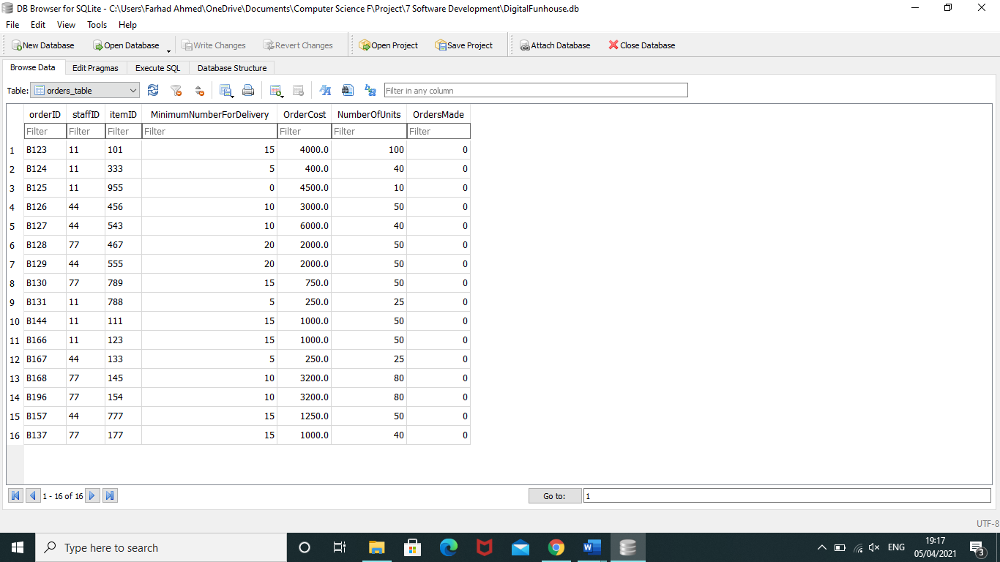 DB Browser for SQLite - C:\Users\Farhad Ahmed\OneDrive\Documents\Computer Science F\Project\7 Software Development\DigitalFunhouse.db
File Edit View Tools Help
New Database Open Database Write Changes Revert Changes Open Project Save Project Attach Database Close Database
Browse Data Edit Pragmas Execute SQL Database Structure
Table: orders_table Filter in any column
orderID staffID itemID MinimumNumberForDelivery OrderCost NumberOfUnits OrdersMade
Filter Filter Filter Filter Filter Filter Filter
1 B123 11 101 15 4000.0 100 0
2 B124 11 333 5 400.0 40 0
3 B125 11 955 0 4500.0 10 0
4 B126 44 456 10 3000.0 50 0
5 B127 44 543 10 6000.0 40 0
6 B128 77 467 20 2000.0 50 0
7 B129 44 555 20 2000.0 50 0
8 B130 77 789 15 750.0 50 0
9 B131 11 788 5 250.0 25 0
10 B144 11 111 15 1000.0 50 0
11 B166 11 123 15 1000.0 50 0
12 B167 44 133 5 250.0 25 0
13 B168 77 145 10 3200.0 80 0
14 B196 77 154 10 3200.0 80 0
15 B157 44 777 15 1250.0 50 0
16 B137 77 177 15 1000.0 40 0
1 - 16 of 16 Go to: 1
UTF-8
Type here to search ENG 19:17
05/04/2021 3